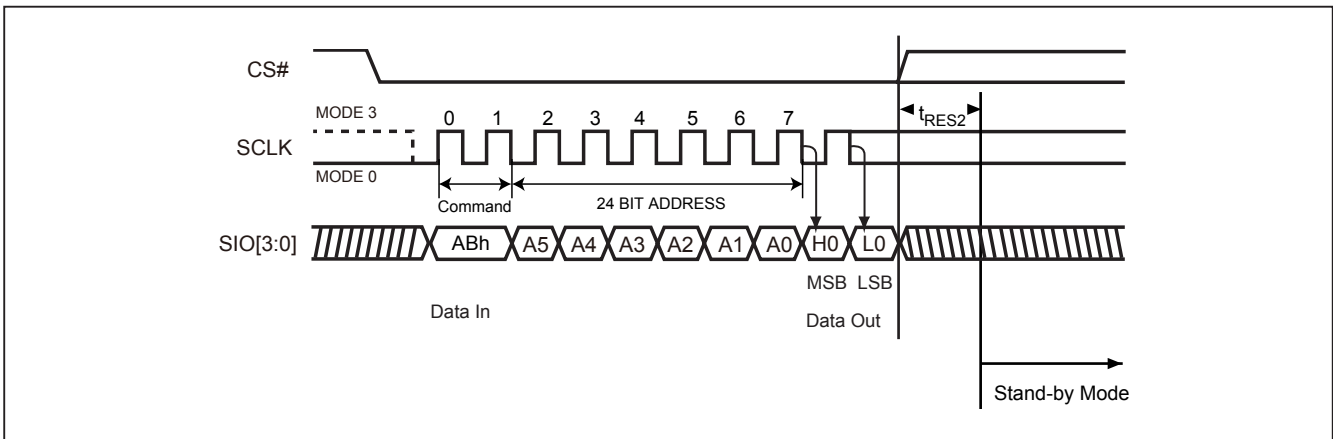 CS#
tRES2
MODE 3
0 1 2 3 4 5 6 7
SCLK
MODE 0
Command
24 BIT ADDRESS
SIO[3:0]
ABh A5 A4 A3 A2 A1 A0 H0 L0
MSB LSB
Data In
Data Out
Stand-by Mode